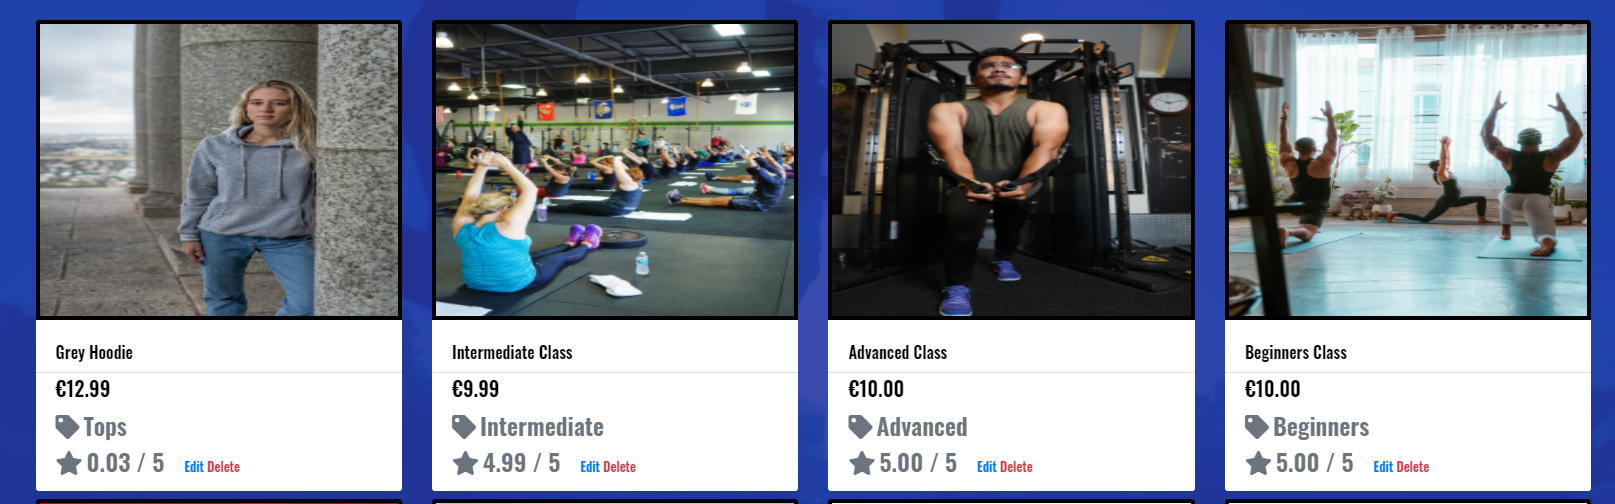 Grey Hoodie
€12.99
Tops
0.03 / 5 Edit Delete
Intermediate Class
€9.99
Intermediate
4.99 / 5 Edit Delete
Advanced Class
€10.00
Advanced
5.00 / 5 Edit Delete
Beginners Class
€10.00
Beginners
5.00 / 5 Edit Delete